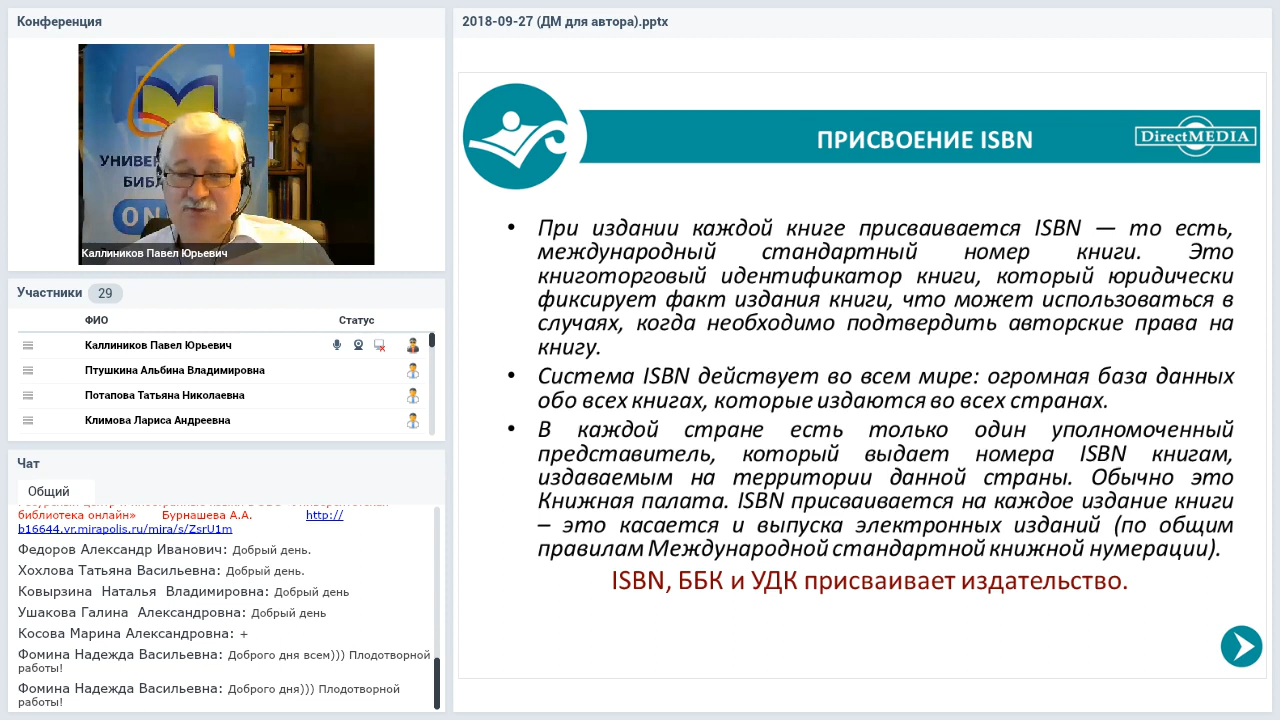 Конференция
УНИВЕ
БИБ
ON
Каллиников Павел Юрьевич
Участники 29
ФИО Статус
Каллиников Павел Юрьевич
Птушкина Альбина Владимировна
Потапова Татьяна Николаевна
Климова Лариса Андреевна
Чат
Общий
библиотека онлайн» Бурнашева А.А. http://
b16644.vr.mirapolis.ru/mira/s/ZsrU1m
Федоров Александр Иванович: Добрый день.
Хохлова Татьяна Васильевна: Добрый день.
Ковырзина Наталья Владимировна: Добрый день
Ушакова Галина Александровна: Добрый день
Косова Марина Александровна: +
Фомина Надежда Васильевна: Доброго дня всем))) Плодотворной
работы!
Фомина Надежда Васильевна: Доброго дня))) Плодотворной
работы!
2018-09-27 (ДМ для автора).pptx
ПРИСВОЕНИЕ ISBN
DirectMEDIA
• При издании каждой книге присваивается ISBN — то есть,
международный стандартный номер книги. Это
книготорговый идентификатор книги, который юридически
фиксирует факт издания книги, что может использоваться в
случаях, когда необходимо подтвердить авторские права на
книгу.
• Система ISBN действует во всем мире: огромная база данных
обо всех книгах, которые издаются во всех странах.
• В каждой стране есть только один уполномоченный
представитель, который выдает номера ISBN книгам,
издаваемым на территории данной страны. Обычно это
Книжная палата. ISBN присваивается на каждое издание книги
– это касается и выпуска электронных изданий (по общим
правилам Международной стандартной книжной нумерации).
ISBN, ББК и УДК присваивает издательство.